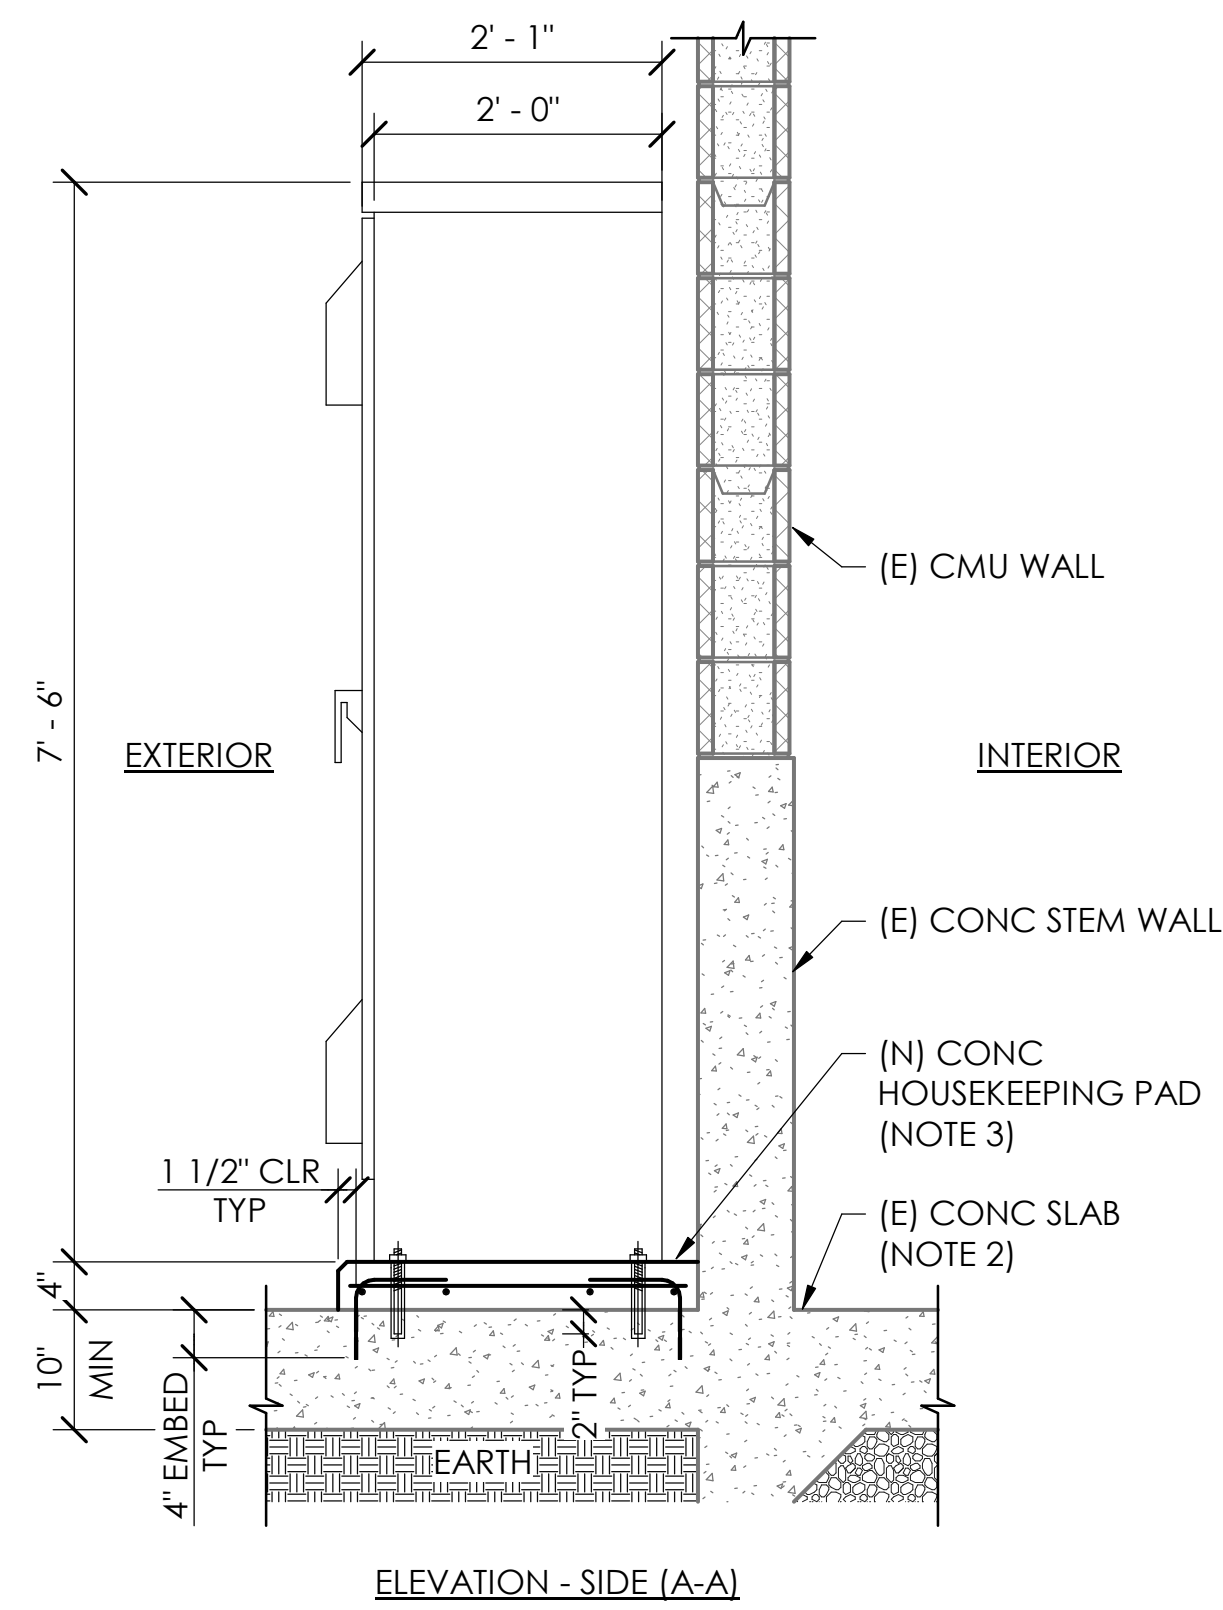 2' - 1"
2' - 0"
7' - 6"
(E) CMU WALL
EXTERIOR
INTERIOR
(E) CONC STEM WALL
(N) CONC
HOUSEKEEPING PAD
(NOTE 3)
1 1/2" CLR
TYP
(E) CONC SLAB
(NOTE 2)
4"
10"
MIN
4" EMBED
TYP
2" TYP
EARTH
ELEVATION - SIDE (A-A)